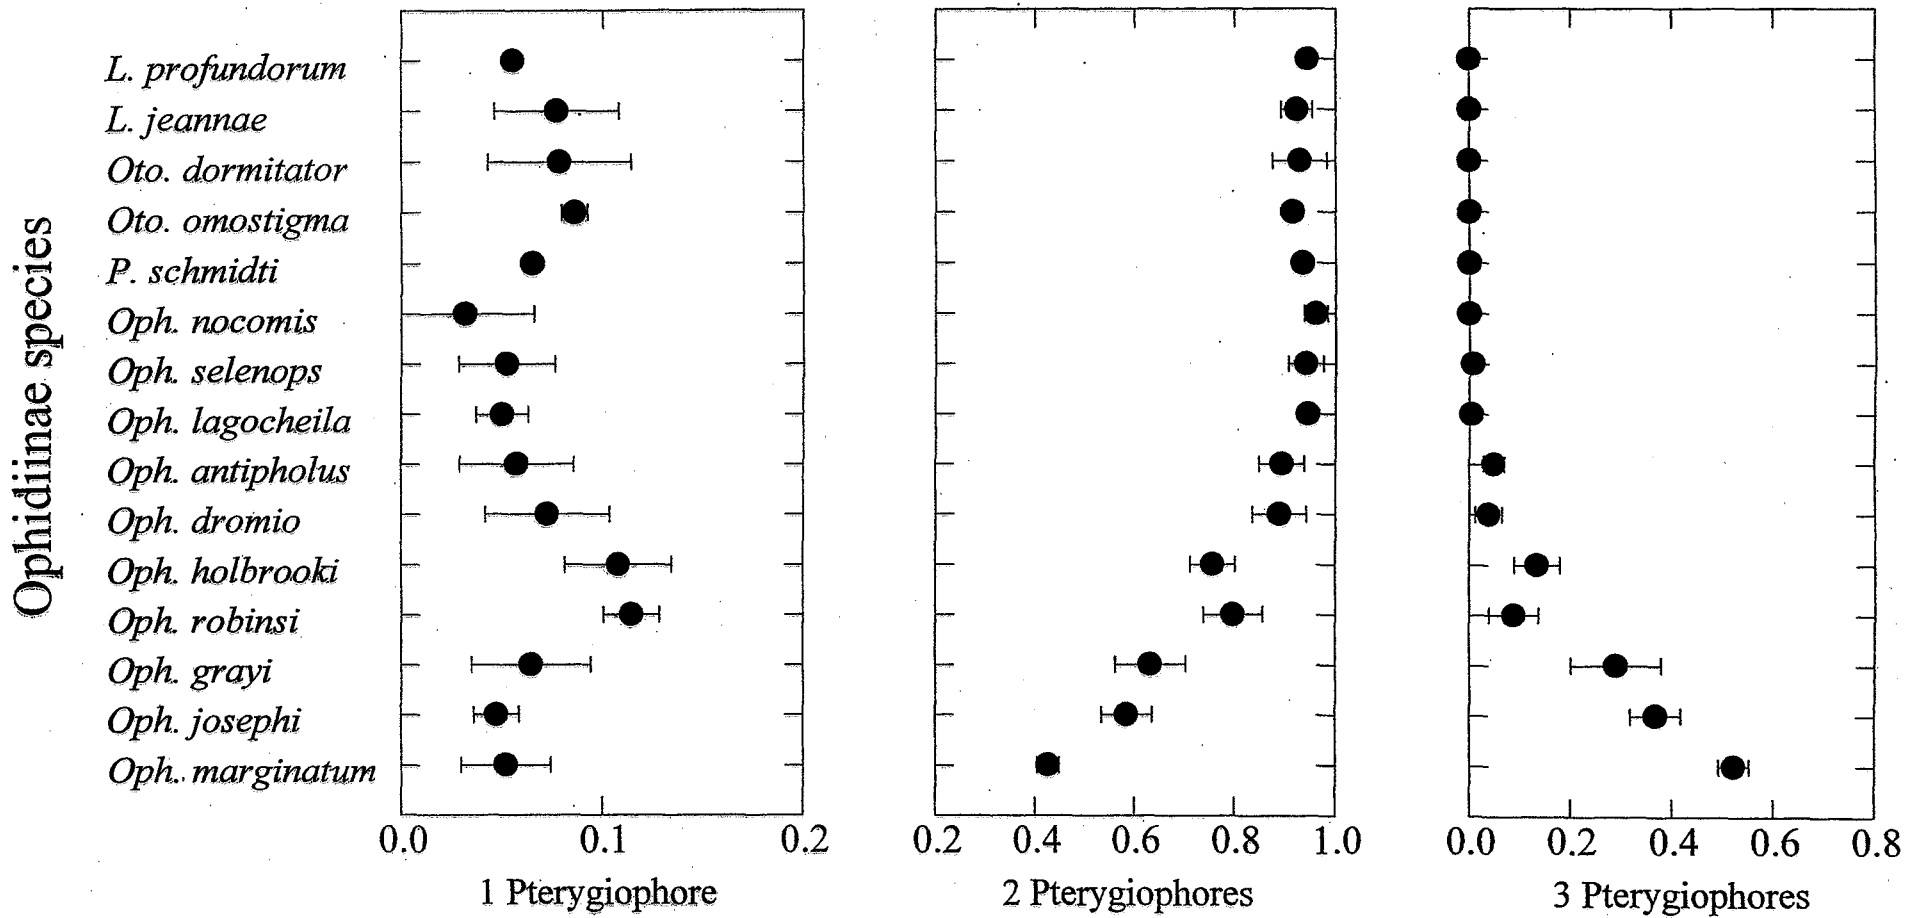 Ophidiinae species
L. profundorum
L. jeannae
Oto. dormitator
Oto. omostigma
P. schmidti
Oph. nocomis
Oph. selenops
Oph. lagocheila
Oph. antipholus
Oph. dromio
Oph. holbrooki
Oph. robinsi
Oph. grayi
Oph. josephi
Oph. marginatum
0.0 0.1 0.2
1 Pterygiophore
0.2 0.4 0.6 0.8 1.0
2 Pterygiophores
0.0 0.2 0.4 0.6 0.8
3 Pterygiophores